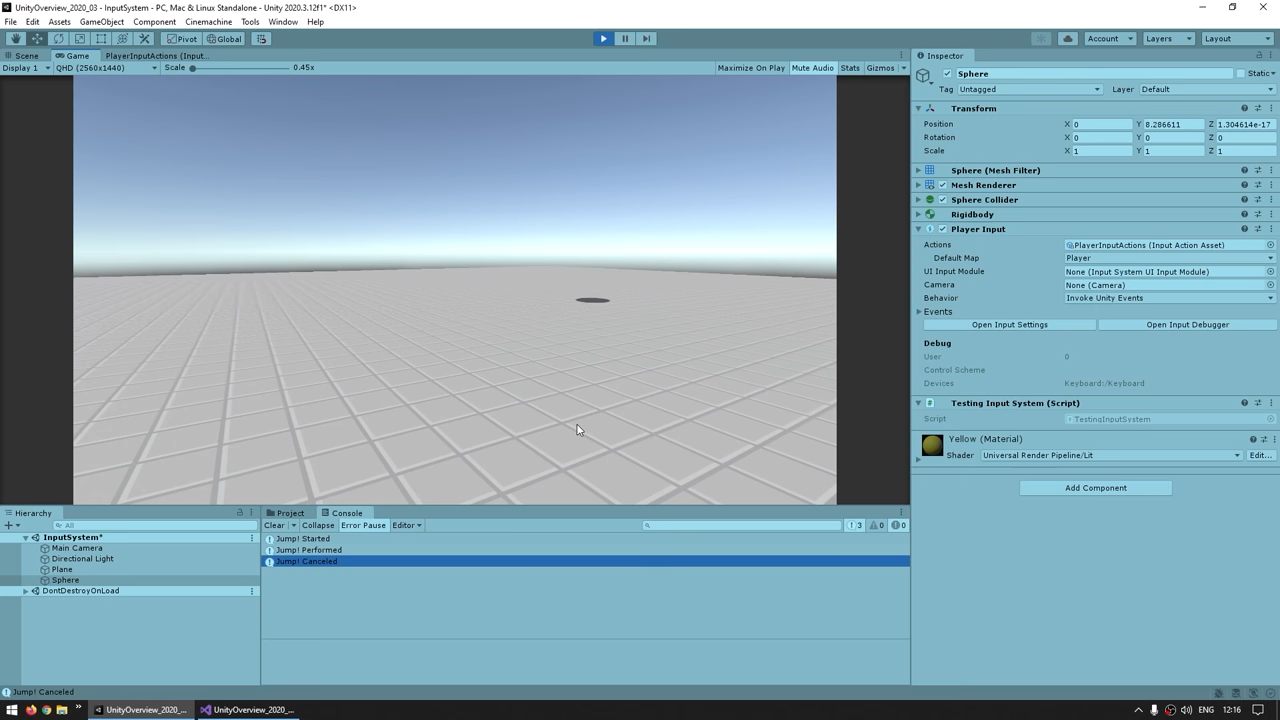 UnityOverview_2020_03 - InputSystem - PC, Mac & Linux Standalone - Unity 2020.3.12f1* <DX11>
File Edit Assets GameObject Component Cinemachine Tools Window Help
Pivot Global Account Layers Layout
Scene Game PlayerInputActions (Input... Inspector
Display 1 QHD (2560x1440) Scale 0.45x Maximize On Play Mute Audio Stats Gizmos
Sphere Static
Tag Untagged Layer Default
Transform
Position X 0 Y 8.286611 Z 1.304614e-17
Rotation X 0 Y 0 Z 0
Scale X 1 Y 1 Z 1
Sphere (Mesh Filter)
Mesh Renderer
Sphere Collider
Rigidbody
Player Input
Actions PlayerInputActions (Input Action Asset)
Default Map Player
UI Input Module None (Input System UI Input Module)
Camera None (Camera)
Behavior Invoke Unity Events
Events
Open Input Settings Open Input Debugger
Debug
User 0
Control Scheme
Devices Keyboard:/Keyboard
Testing Input System (Script)
Script TestingInputSystem
Yellow (Material)
Shader Universal Render Pipeline/Lit Edit...
Add Component
Hierarchy Project Console
All Clear Collapse Error Pause Editor 3 0 0
InputSystem*
Main Camera
Directional Light
Plane
Sphere
DontDestroyOnLoad
Jump! Started
Jump! Performed
Jump! Canceled
Jump! Canceled
UnityOverview_2020_... UnityOverview_2020_... ENG 12:16